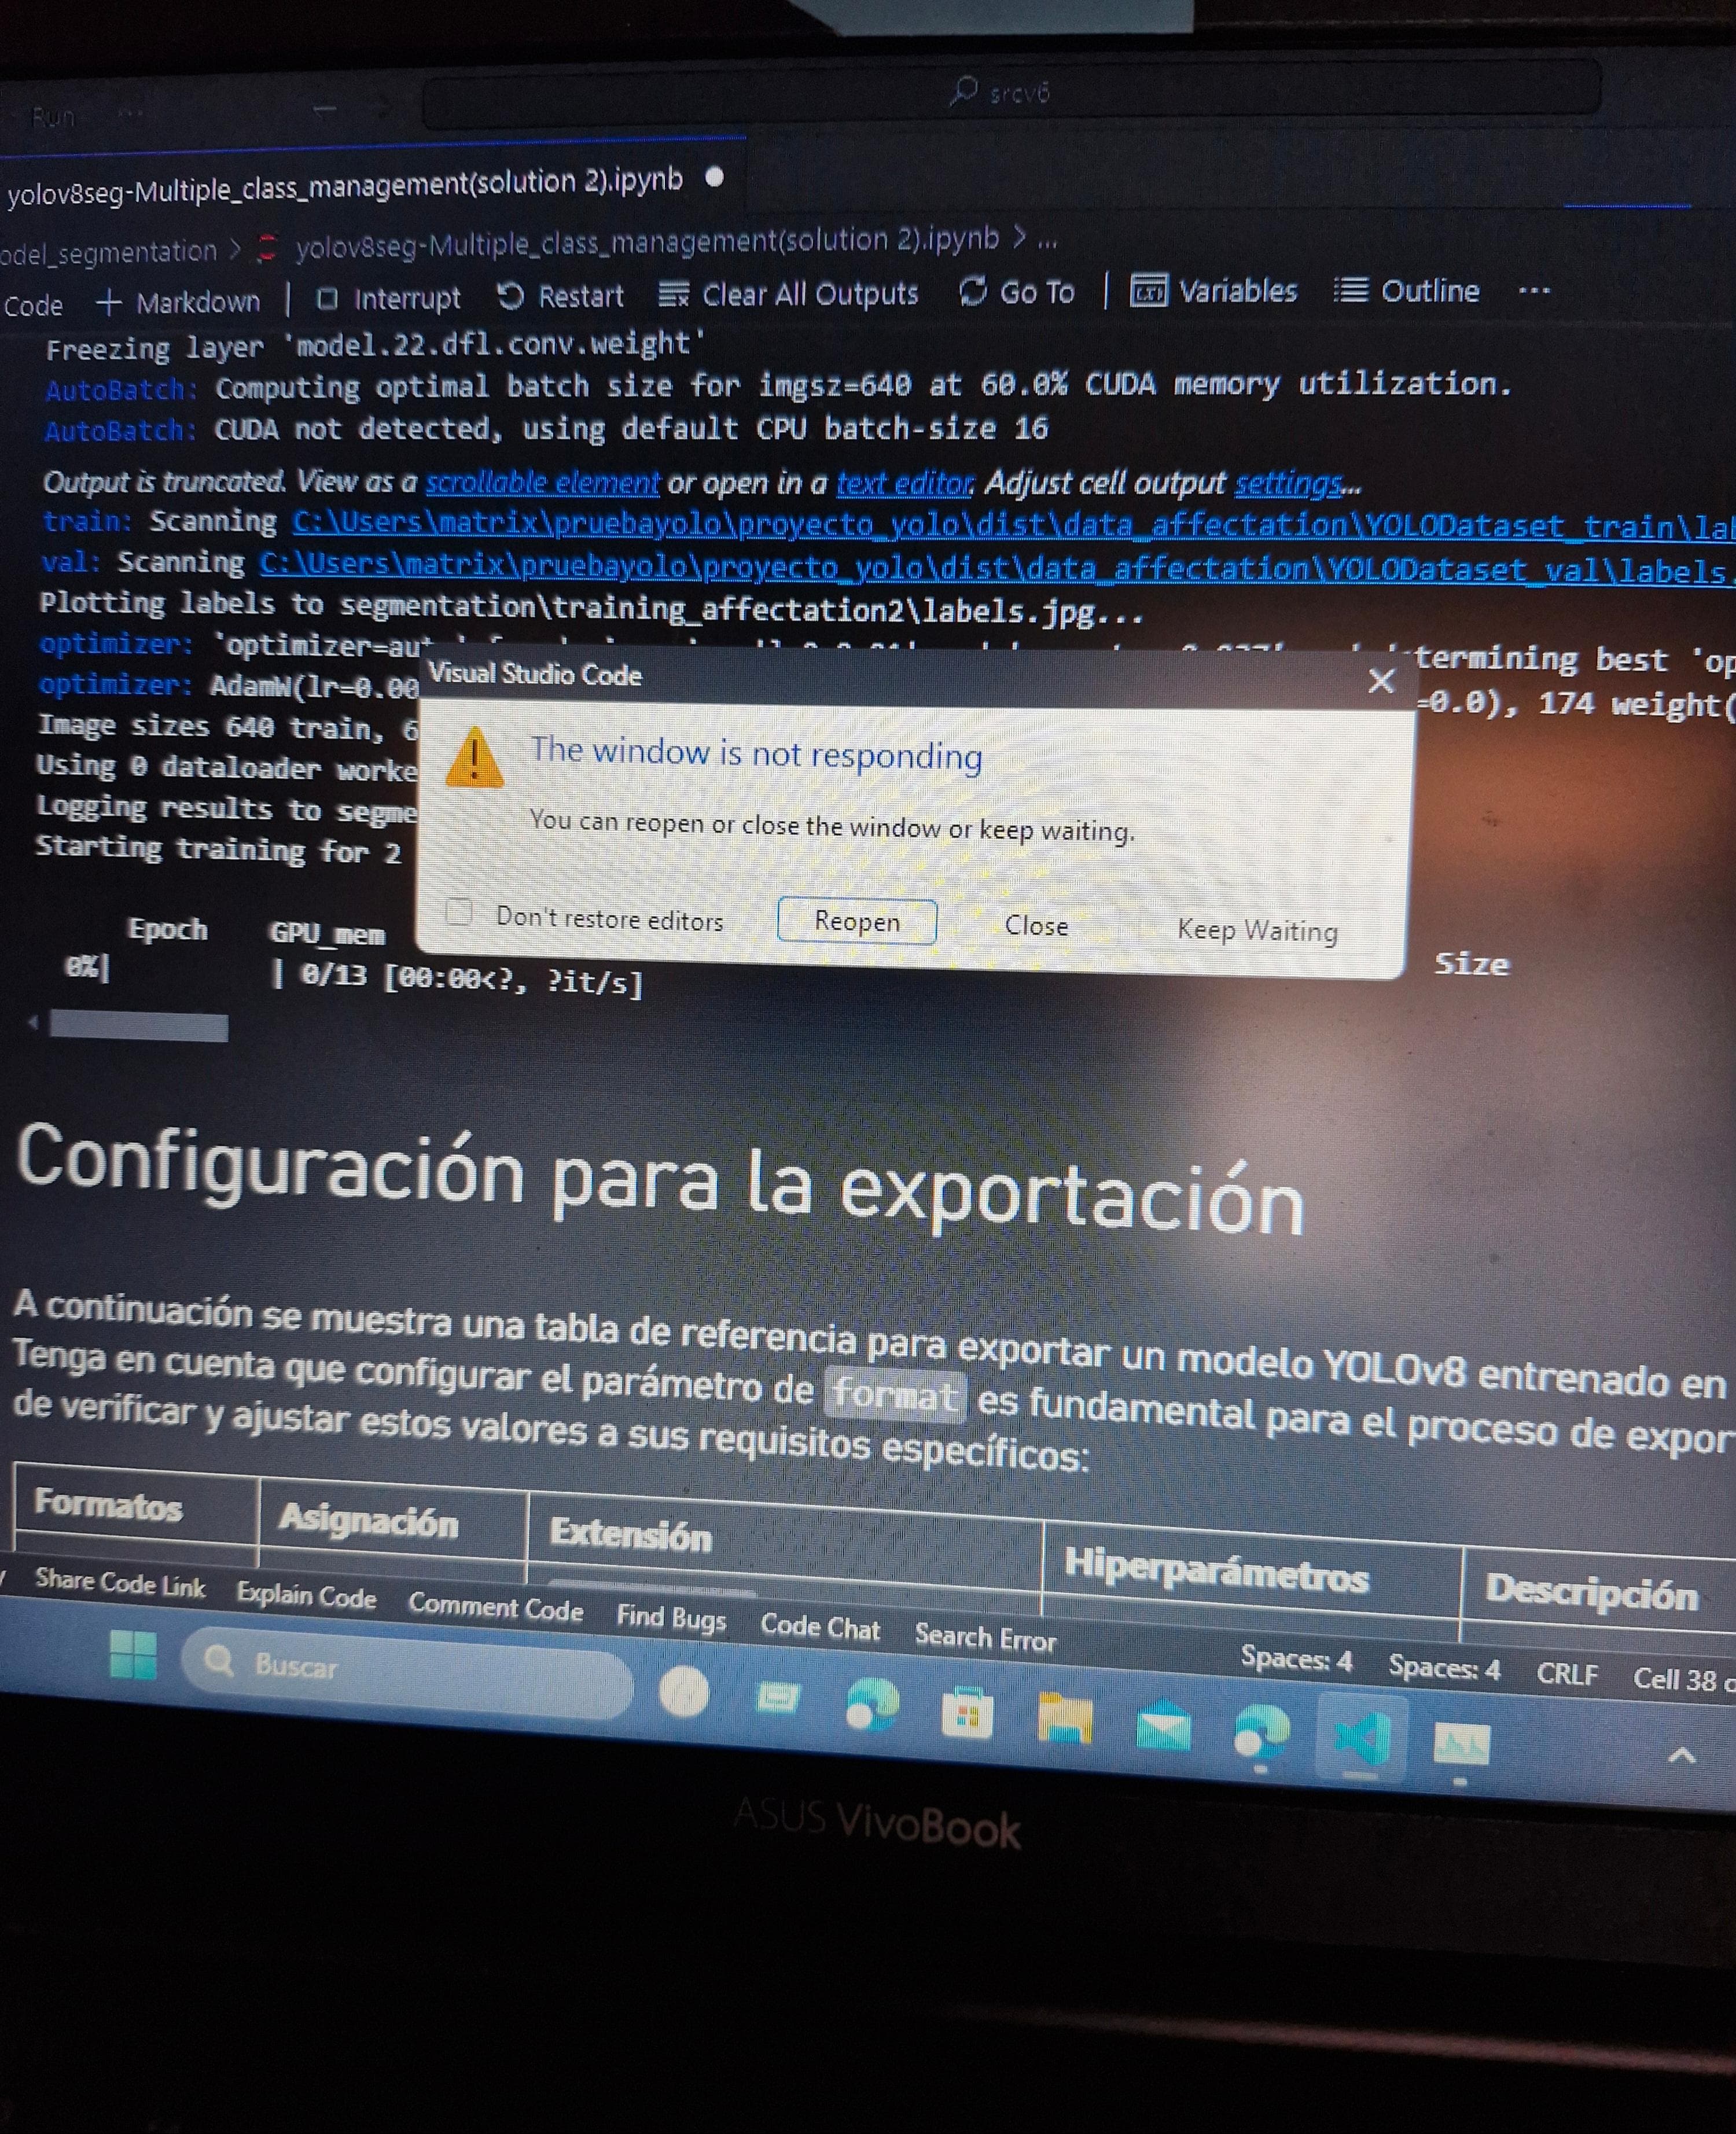 Run ...
srcv6
yolov8seg-Multiple_class_management(solution 2).ipynb
odel_segmentation > yolov8seg-Multiple_class_management(solution 2).ipynb > ...
Code + Markdown | Interrupt Restart Clear All Outputs Go To | Variables Outline ...
Freezing layer 'model.22.dfl.conv.weight'
AutoBatch: Computing optimal batch size for imgsz=640 at 60.0% CUDA memory utilization.
AutoBatch: CUDA not detected, using default CPU batch-size 16
Output is truncated. View as a scrollable element or open in a text editor. Adjust cell output settings...
train: Scanning C:\Users\matrix\pruebayolo\proyecto_yolo\dist\data_affectation\YOLODataset_train\la
val: Scanning C:\Users\matrix\pruebayolo\proyecto_yolo\dist\data_affectation\YOLODataset_val\labels.
Plotting labels to segmentation\training_affectation2\labels.jpg...
optimizer: 'optimizer=aut termining best 'op
optimizer: AdamW(lr=0.00 =0.0), 174 weight(
Image sizes 640 train, 6
Using 0 dataloader worke
Logging results to segme
Starting training for 2
Visual Studio Code
The window is not responding
You can reopen or close the window or keep waiting.
Don't restore editors Reopen Close Keep Waiting
Epoch GPU_mem Size
0%| | 0/13 [00:00<?, ?it/s]
Configuración para la exportación
A continuación se muestra una tabla de referencia para exportar un modelo YOLOv8 entrenado en
Tenga en cuenta que configurar el parámetro de format es fundamental para el proceso de expor
de verificar y ajustar estos valores a sus requisitos específicos:
Formatos Asignación Extensión Hiperparámetros Descripción
Share Code Link Explain Code Comment Code Find Bugs Code Chat Search Error Spaces: 4 Spaces: 4 CRLF Cell 38 o
Buscar
ASUS VivoBook